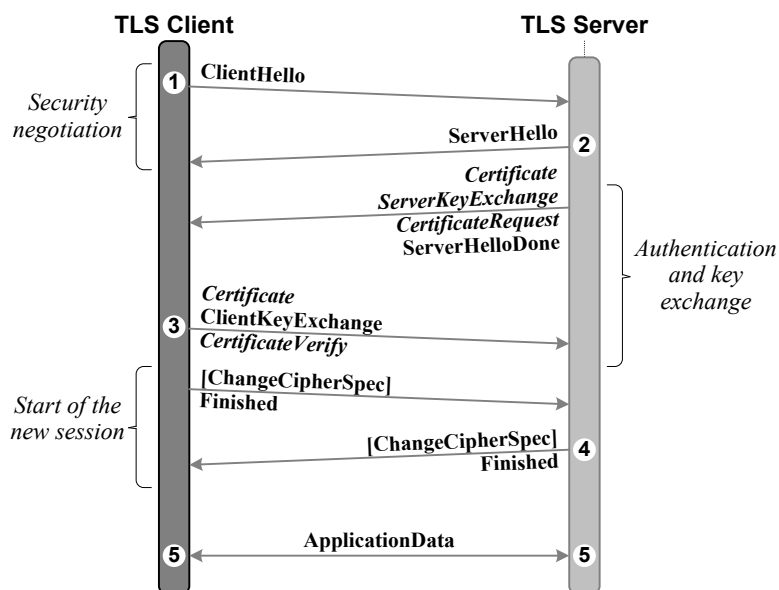 TLS Client
TLS Server
1
ClientHello
Security
negotiation
ServerHello
2
Certificate
ServerKeyExchange
CertificateRequest
ServerHelloDone
Authentication
and key
exchange
Certificate
3
ClientKeyExchange
CertificateVerify
[ChangeCipherSpec]
Finished
Start of the
new session
[ChangeCipherSpec]
4
Finished
5
ApplicationData
5